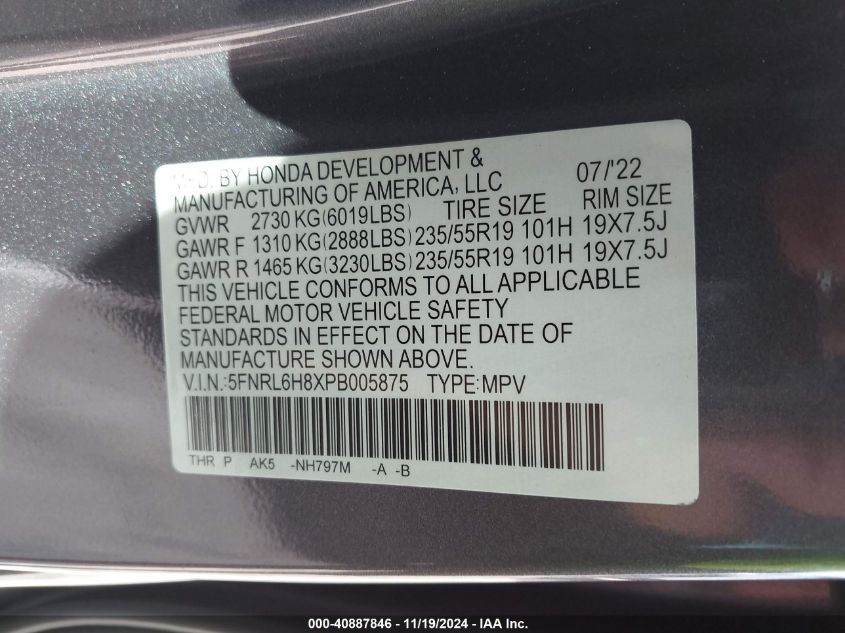 MFD. BY HONDA DEVELOPMENT & 07/'22
MANUFACTURING OF AMERICA, LLC
GVWR 2730 KG(6019LBS) TIRE SIZE RIM SIZE
GAWR F 1310 KG(2888LBS) 235/55R19 101H 19X7.5J
GAWR R 1465 KG(3230LBS) 235/55R19 101H 19X7.5J
THIS VEHICLE CONFORMS TO ALL APPLICABLE
FEDERAL MOTOR VEHICLE SAFETY
STANDARDS IN EFFECT ON THE DATE OF
MANUFACTURE SHOWN ABOVE.
V.I.N.:5FNRL6H8XPB005875 TYPE:MPV
THR P AK5 -NH797M -A -B
000-40887846 - 11/19/2024 - IAA Inc.